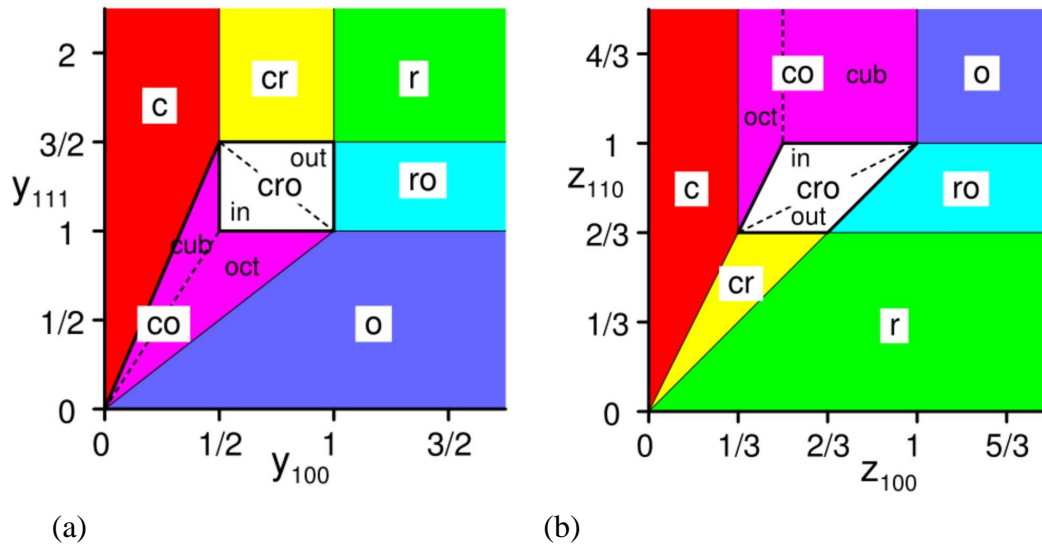 2
c
cr
r
3/2
y111
out
cro
in
ro
1
cub
oct
1/2
co
o
0
0
1/2
1
3/2
y100
(a)
4/3
co
cub
o
oct
1
z110
in
cro
out
c
ro
2/3
cr
1/3
r
0
0
1/3
2/3
1
5/3
z100
(b)